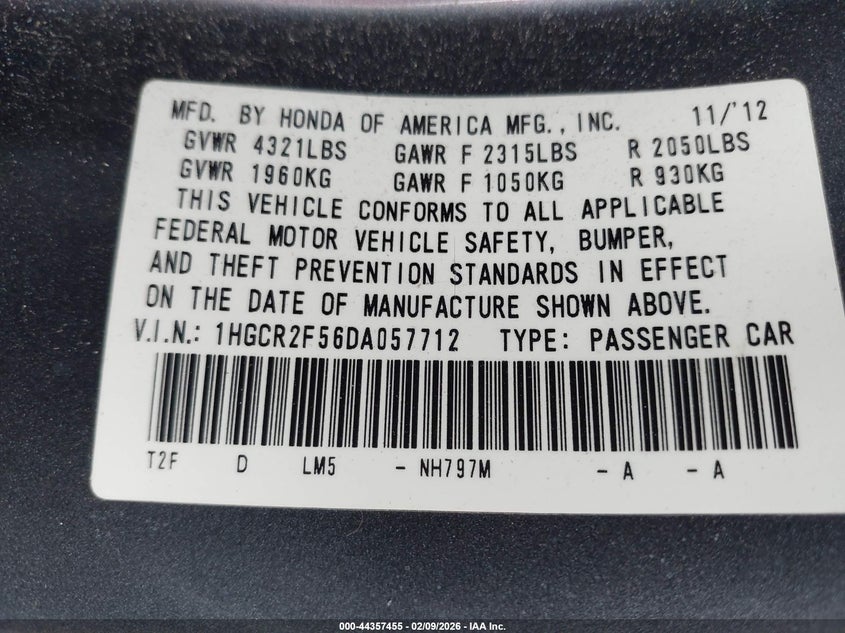 MFD. BY HONDA OF AMERICA MFG., INC. 11/'12
GVWR 4321LBS GAWR F 2315LBS R 2050LBS
GVWR 1960KG GAWR F 1050KG R 930KG
THIS VEHICLE CONFORMS TO ALL APPLICABLE
FEDERAL MOTOR VEHICLE SAFETY, BUMPER,
AND THEFT PREVENTION STANDARDS IN EFFECT
ON THE DATE OF MANUFACTURE SHOWN ABOVE.
V.I.N.: 1HGCR2F56DA057712 TYPE: PASSENGER CAR
T2F D LM5 - NH797M - A - A
000-44357455 - 02/09/2026 - IAA Inc.